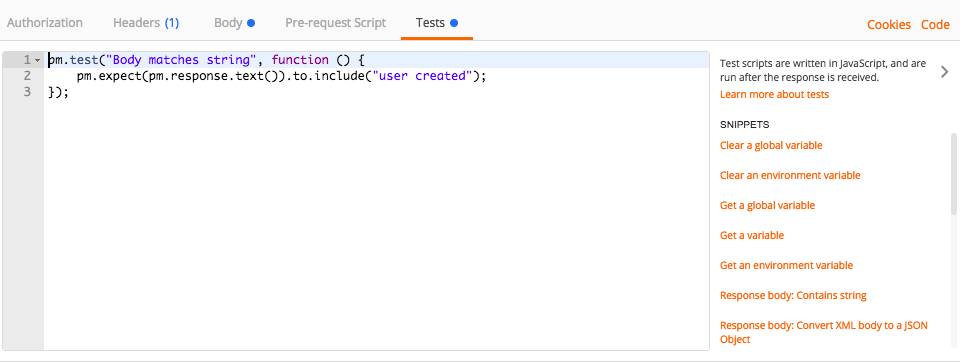 Authorization Headers (1) Body Pre-request Script Tests Cookies Code
1 pm.test("Body matches string", function () {
2 pm.expect(pm.response.text()).to.include("user created");
3 });
Test scripts are written in JavaScript, and are
run after the response is received.
Learn more about tests
SNIPPETS
Clear a global variable
Clear an environment variable
Get a global variable
Get a variable
Get an environment variable
Response body: Contains string
Response body: Convert XML body to a JSON
Object